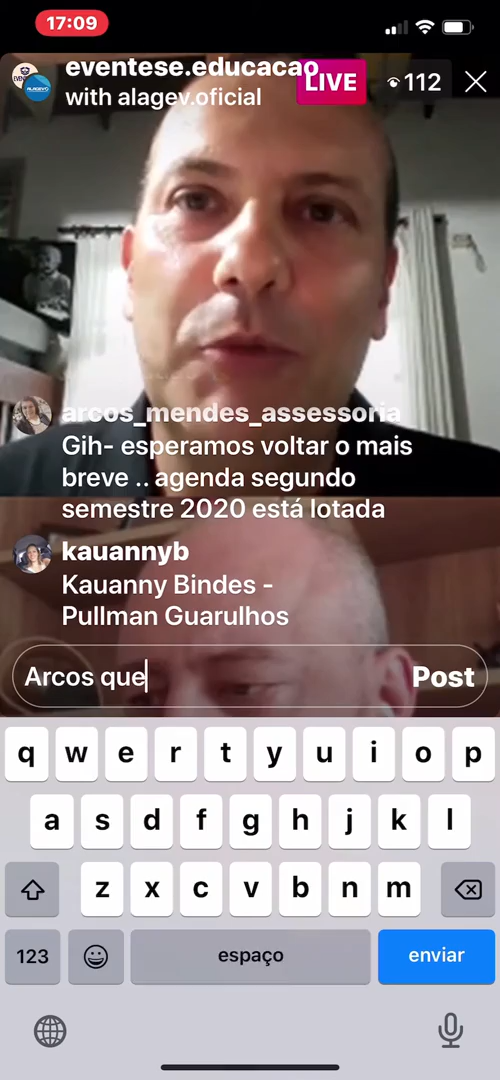 17:09
eventese.educacao
LIVE
112
with alagev.oficial
arcos_mendes_assessoria
Gih- esperamos voltar o mais
breve .. agenda segundo
semestre 2020 está lotada
kauannyb
Kauanny Bindes -
Pullman Guarulhos
Arcos que
Post
q w e r t y u i o p
a s d f g h j k l
z x c v b n m
123
espaço
enviar